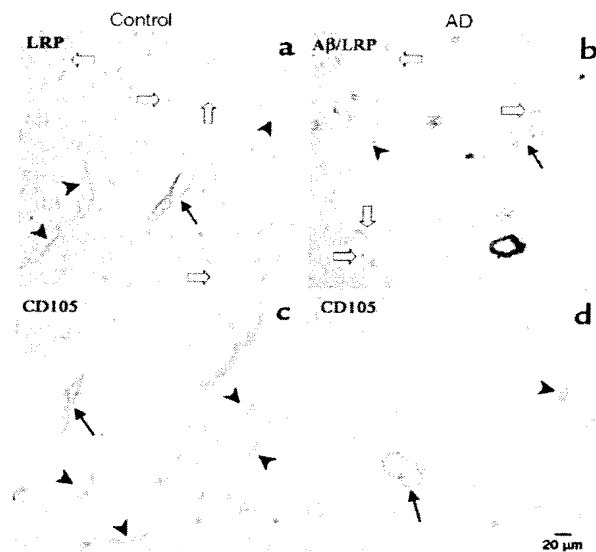 Control
AD
LRP
a
Aβ/LRP
b
CD105
c
CD105
d
20 μm